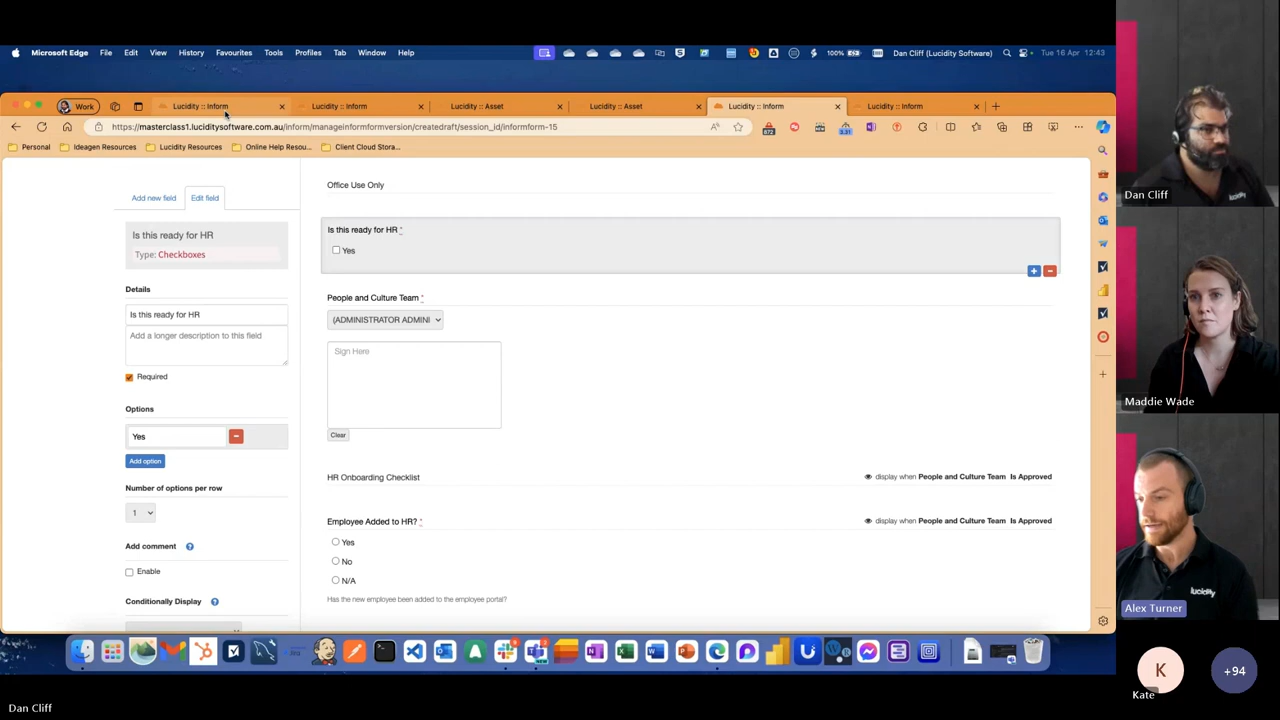 Microsoft Edge File Edit View History Favourites Tools Profiles Tab Window Help 100% Dan Cliff (Lucidity Software) Tue 16 Apr 12:43
Work Lucidity :: Inform Lucidity :: Inform Lucidity :: Asset Lucidity :: Asset Lucidity :: Inform Lucidity :: Inform
https://masterclass1.luciditysoftware.com.au/inform/manageinformformversion/createdraft/session_id/informform-15
Personal Ideagen Resources Lucidity Resources Online Help Resou... Client Cloud Stora...
Add new field Edit field
Is this ready for HR
Type: Checkboxes
Details
Is this ready for HR
Add a longer description to this field
Required
Options
Yes
Add option
Number of options per row
1
Add comment
Enable
Conditionally Display
Office Use Only
Is this ready for HR *
Yes
People and Culture Team *
(ADMINISTRATOR ADMINI
Sign Here
Clear
HR Onboarding Checklist display when People and Culture Team Is Approved
Employee Added to HR? * display when People and Culture Team Is Approved
Yes
No
N/A
Has the new employee been added to the employee portal?
Dan Cliff
Maddie Wade
lucidity
Alex Turner
K
Kate
+94
Dan Cliff